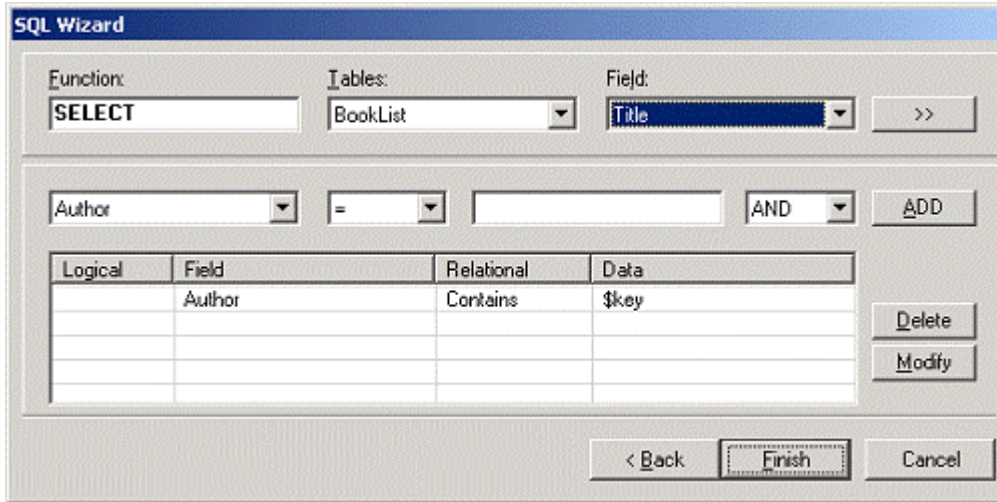 SQL Wizard
Function: Tables: Field:
SELECT BookList Title >>
Author = AND ADD
Logical Field Relational Data
Author Contains $key
Delete
Modify
< Back Finish Cancel